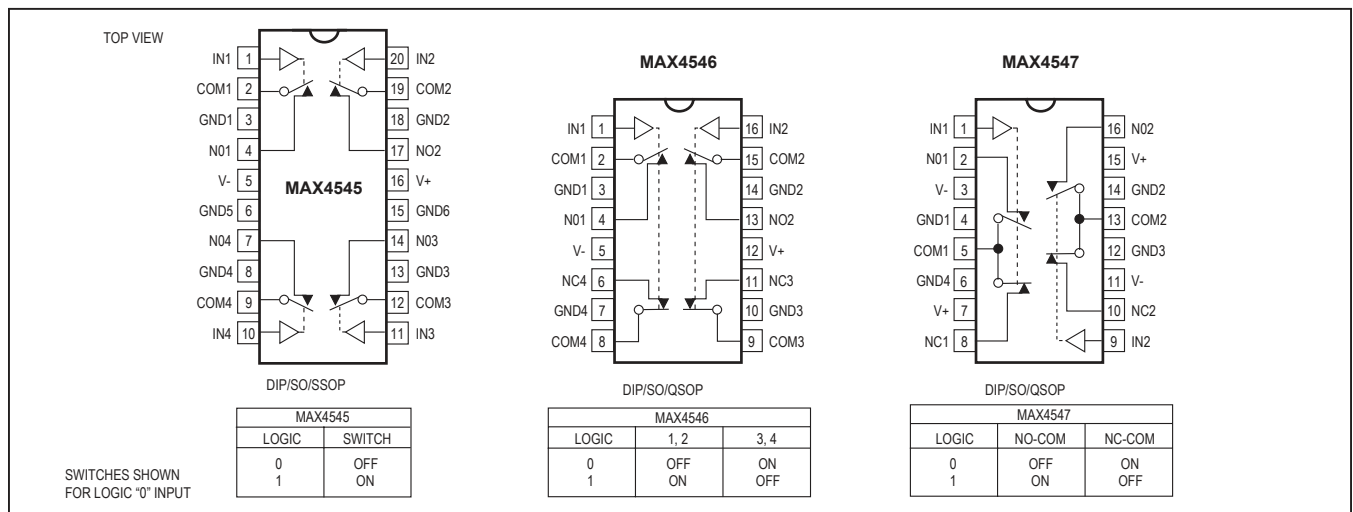 TOP VIEW
IN1 1
COM1 2
GND1 3
N01 4
V- 5
GND5 6
N04 7
GND4 8
COM4 9
IN4 10
20 IN2
19 COM2
18 GND2
17 NO2
16 V+
15 GND6
14 N03
13 GND3
12 COM3
11 IN3
MAX4545
DIP/SO/SSOP
MAX4545
LOGIC SWITCH
0 OFF
1 ON
SWITCHES SHOWN
FOR LOGIC “0” INPUT
MAX4546
IN1 1
COM1 2
GND1 3
N01 4
V- 5
NC4 6
GND4 7
COM4 8
16 IN2
15 COM2
14 GND2
13 NO2
12 V+
11 NC3
10 GND3
9 COM3
DIP/SO/QSOP
MAX4546
LOGIC 1, 2 3, 4
0 OFF ON
1 ON OFF
MAX4547
IN1 1
N01 2
V- 3
GND1 4
COM1 5
GND4 6
V+ 7
NC1 8
16 N02
15 V+
14 GND2
13 COM2
12 GND3
11 V-
10 NC2
9 IN2
DIP/SO/QSOP
MAX4547
LOGIC NO-COM NC-COM
0 OFF ON
1 ON OFF